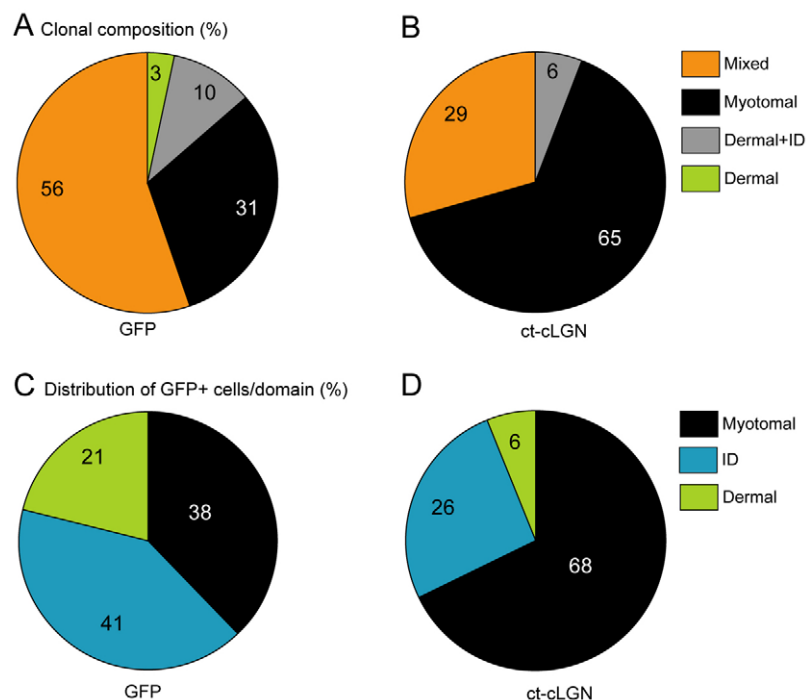 A Clonal composition (%)
3
10
56
31
GFP
B
6
29
65
ct-cLGN
Mixed
Myotomal
Dermal+ID
Dermal
C Distribution of GFP+ cells/domain (%)
21
38
41
GFP
D
6
26
68
ct-cLGN
Myotomal
ID
Dermal